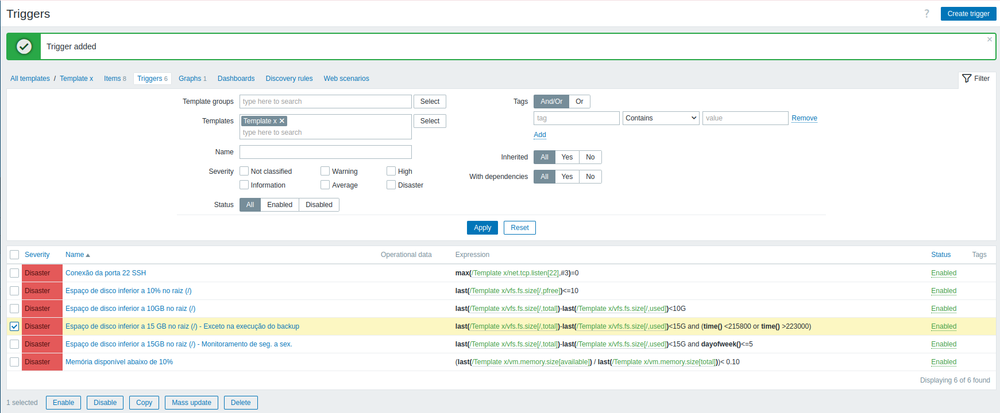 Triggers
? Create trigger
Trigger added
All templates / Template x Items 8 Triggers 6 Graphs 1 Dashboards Discovery rules Web scenarios Filter
Template groups type here to search Select Tags And/Or Or
Templates Template x Select tag Contains value Remove
type here to search Add
Name Inherited All Yes No
Severity Not classified Warning High With dependencies All Yes No
Information Average Disaster
Status All Enabled Disabled
Apply Reset
Severity Name Operational data Expression Status Tags
Disaster Conexão da porta 22 SSH max(/Template x/net.tcp.listen[22],#3)=0 Enabled
Disaster Espaço de disco inferior a 10% no raiz (/) last(/Template x/vfs.fs.size[/,pfree])<=10 Enabled
Disaster Espaço de disco inferior a 10GB no raiz (/) last(/Template x/vfs.fs.size[/,total])-last(/Template x/vfs.fs.size[/,used])<10G Enabled
Disaster Espaço de disco inferior a 15 GB no raiz (/) - Exceto na execução do backup last(/Template x/vfs.fs.size[/,total])-last(/Template x/vfs.fs.size[/,used])<15G and (time() <215800 or time() >223000) Enabled
Disaster Espaço de disco inferior a 15GB no raiz (/) - Monitoramento de seg. a sex. last(/Template x/vfs.fs.size[/,total])-last(/Template x/vfs.fs.size[/,used])<15G and dayofweek()<=5 Enabled
Disaster Memória disponível abaixo de 10% (last(/Template x/vm.memory.size[available]) / last(/Template x/vm.memory.size[total]))< 0.10 Enabled
Displaying 6 of 6 found
1 selected Enable Disable Copy Mass update Delete